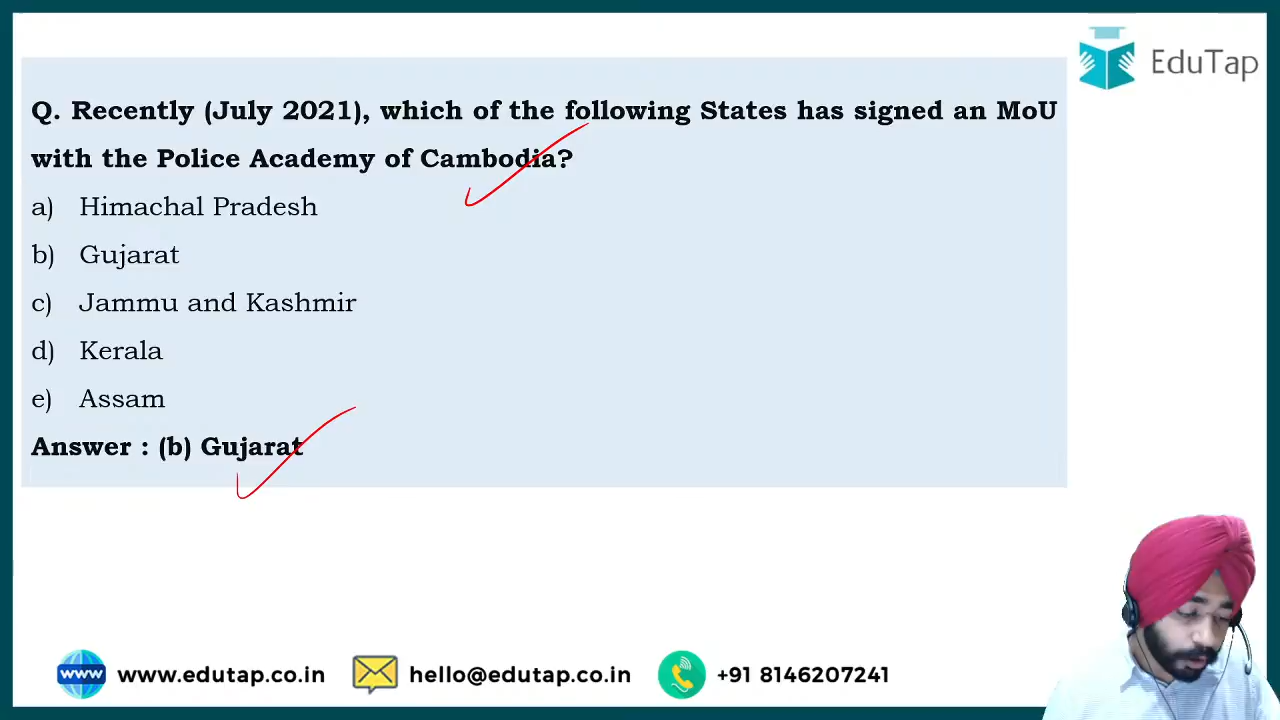 EduTap
Q. Recently (July 2021), which of the following States has signed an MoU
with the Police Academy of Cambodia?
a) Himachal Pradesh
b) Gujarat
c) Jammu and Kashmir
d) Kerala
e) Assam
Answer : (b) Gujarat
www www.edutap.co.in hello@edutap.co.in +91 8146207241